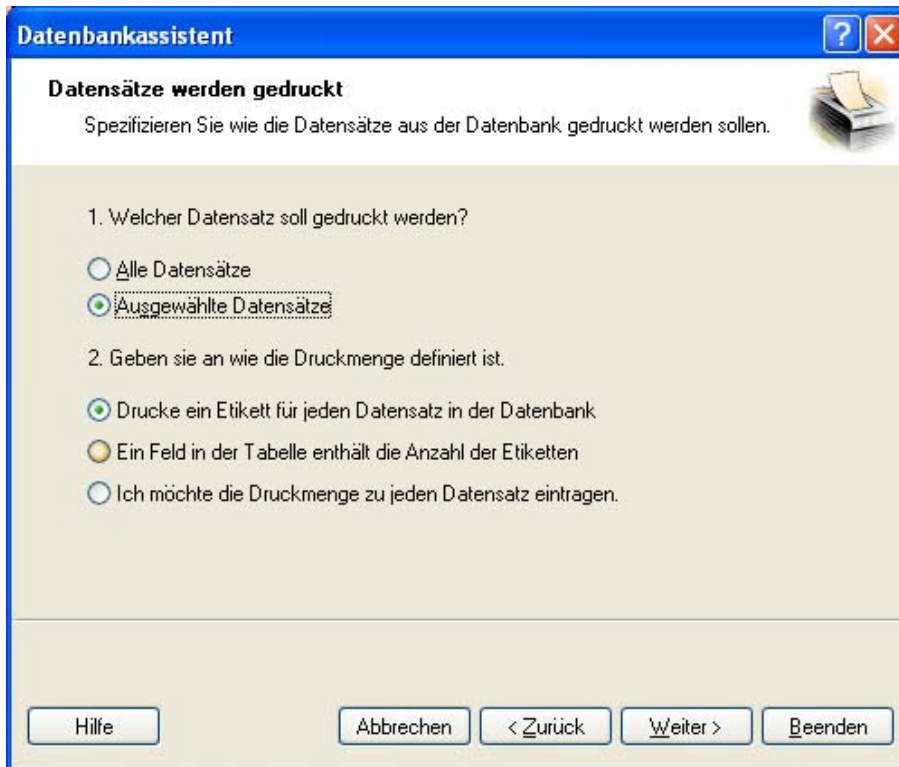 Datenbankassistent
Datensätze werden gedruckt
Spezifizieren Sie wie die Datensätze aus der Datenbank gedruckt werden sollen.
1. Welcher Datensatz soll gedruckt werden?
Alle Datensätze
Ausgewählte Datensätze
2. Geben sie an wie die Druckmenge definiert ist.
Drucke ein Etikett für jeden Datensatz in der Datenbank
Ein Feld in der Tabelle enthält die Anzahl der Etiketten
Ich möchte die Druckmenge zu jeden Datensatz eintragen.
Hilfe
Abbrechen
< Zurück
Weiter >
Beenden